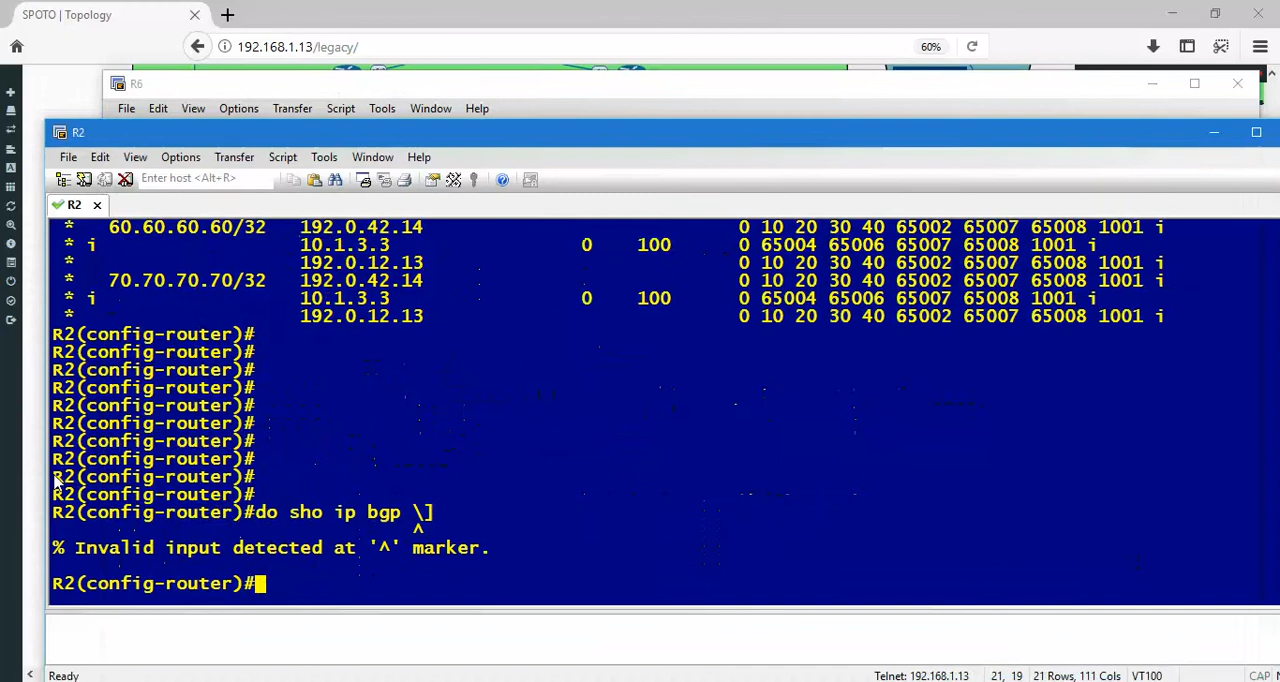 SPOTO | Topology
192.168.1.13/legacy/
60%
R6
File Edit View Options Transfer Script Tools Window Help
R2
File Edit View Options Transfer Script Tools Window Help
Enter host <Alt+R>
R2
* 60.60.60.60/32 192.0.42.14 0 10 20 30 40 65002 65007 65008 1001 i
* i 10.1.3.3 0 100 0 65004 65006 65007 65008 1001 i
* 192.0.12.13 0 10 20 30 40 65002 65007 65008 1001 i
* 70.70.70.70/32 192.0.42.14 0 10 20 30 40 65002 65007 65008 1001 i
* i 10.1.3.3 0 100 0 65004 65006 65007 65008 1001 i
* 192.0.12.13 0 10 20 30 40 65002 65007 65008 1001 i
R2(config-router)#
R2(config-router)#
R2(config-router)#
R2(config-router)#
R2(config-router)#
R2(config-router)#
R2(config-router)#
R2(config-router)#
R2(config-router)#
R2(config-router)#
R2(config-router)#do sho ip bgp \]
^
% Invalid input detected at '^' marker.
R2(config-router)#
Ready Telnet: 192.168.1.13 21, 19 21 Rows, 111 Cols VT100 CAP